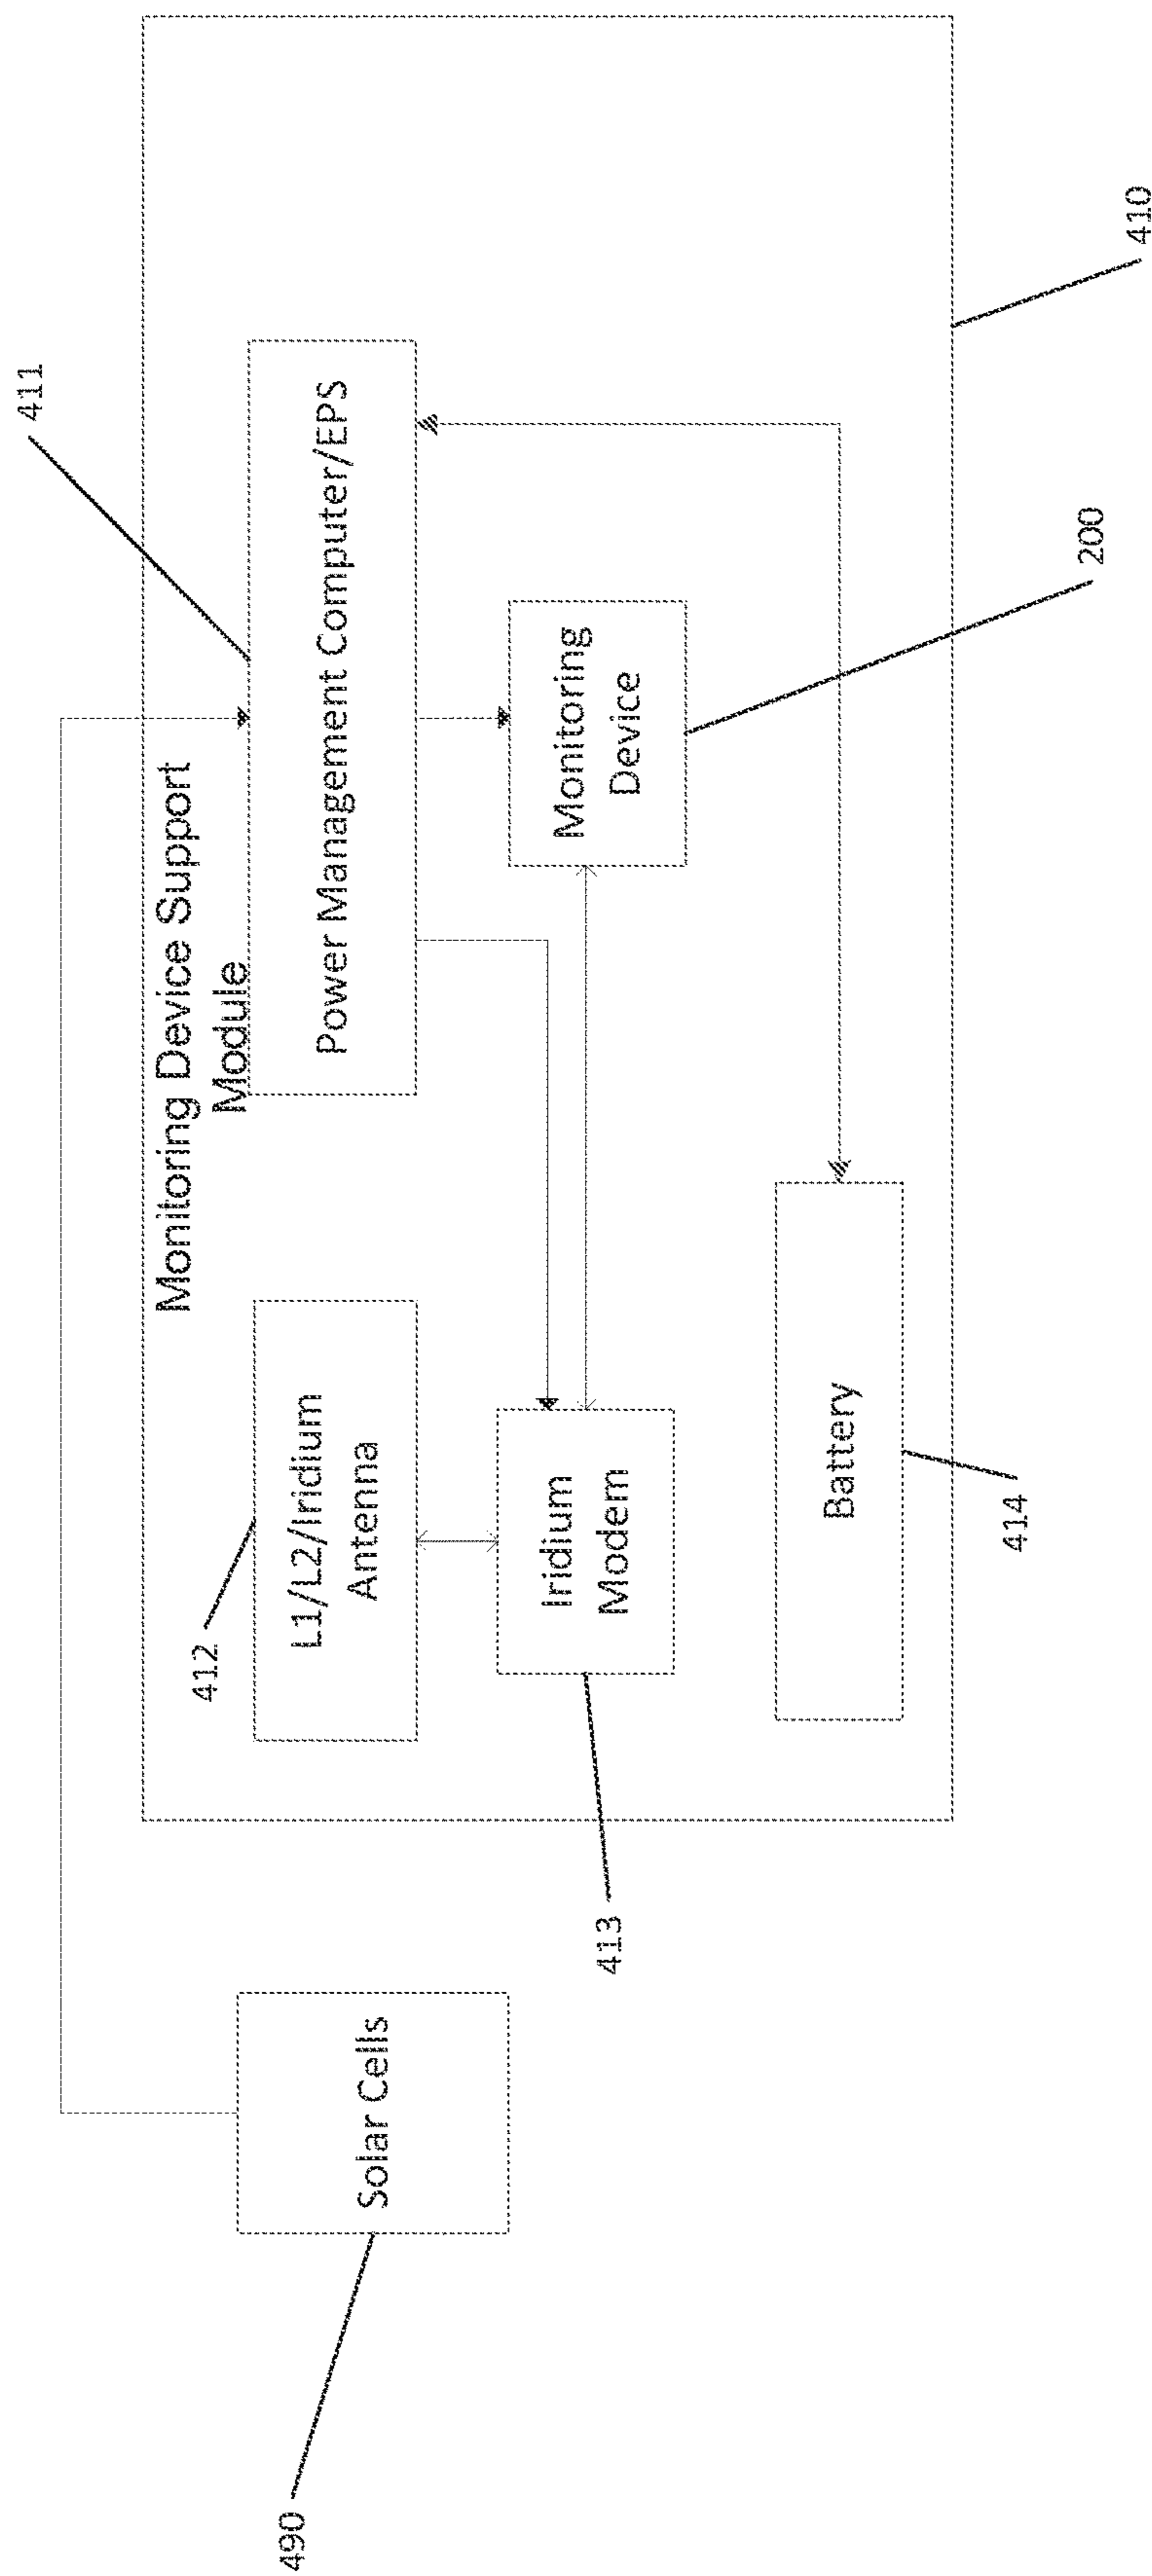 490
Solar Cells
Monitoring Device Support
Module
411
Power Management Computer/EPS
412
L1/L2/Iridium
Antenna
Iridium
Modem
413
Monitoring
Device
200
Battery
414
410